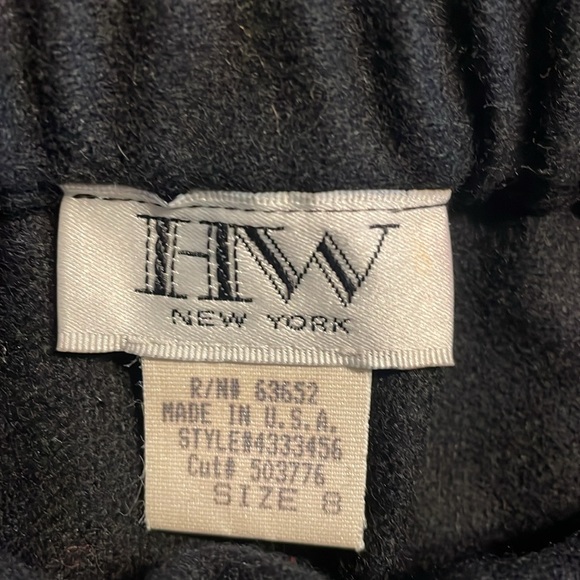 HW
NEW YORK
R/N# 63652
MADE IN U.S.A.
STYLE#4333456
Cut# 503776
SIZE 8